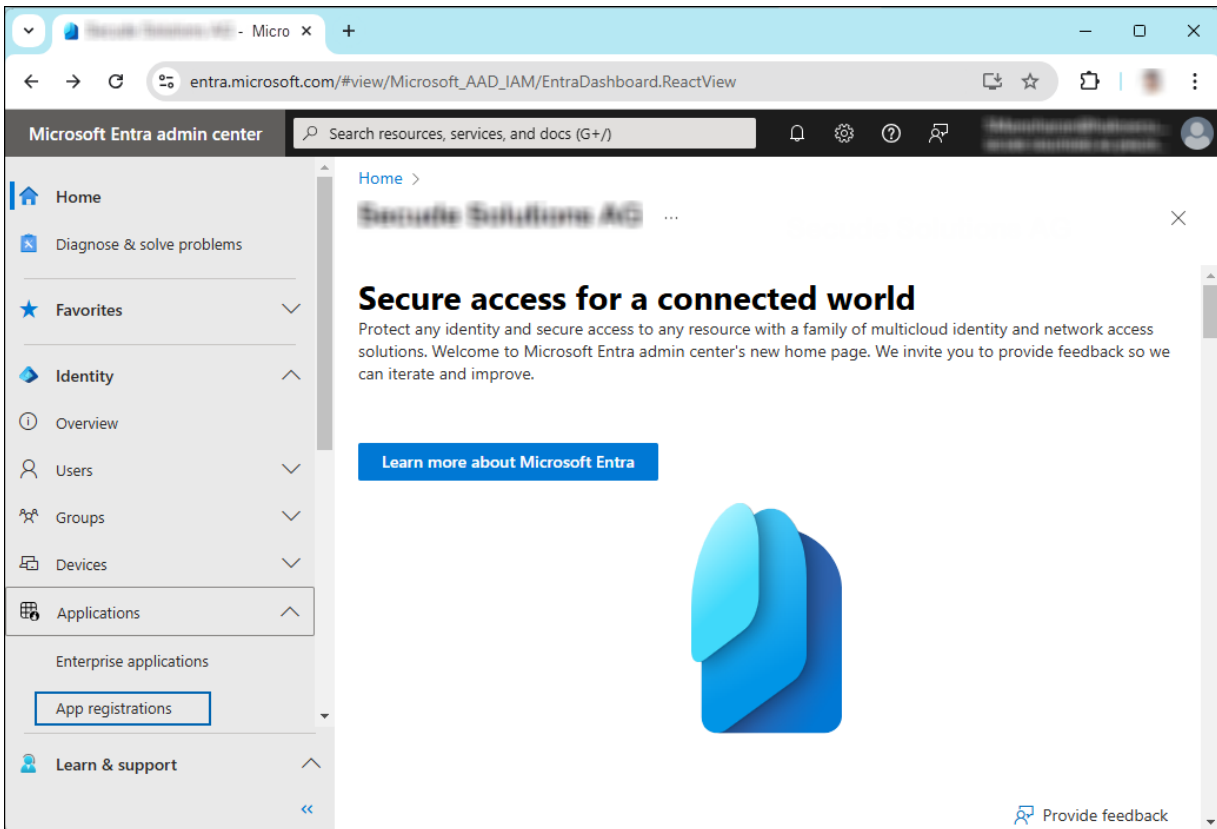 - Micro
entra.microsoft.com/#view/Microsoft_AAD_IAM/EntraDashboard.ReactView
Microsoft Entra admin center
Search resources, services, and docs (G+/)
Home
Diagnose & solve problems
Favorites
Identity
Overview
Users
Groups
Devices
Applications
Enterprise applications
App registrations
Learn & support
Home >
Secude Solutions AG ...
Secure access for a connected world
Protect any identity and secure access to any resource with a family of multicloud identity and network access
solutions. Welcome to Microsoft Entra admin center's new home page. We invite you to provide feedback so we
can iterate and improve.
Learn more about Microsoft Entra
Provide feedback